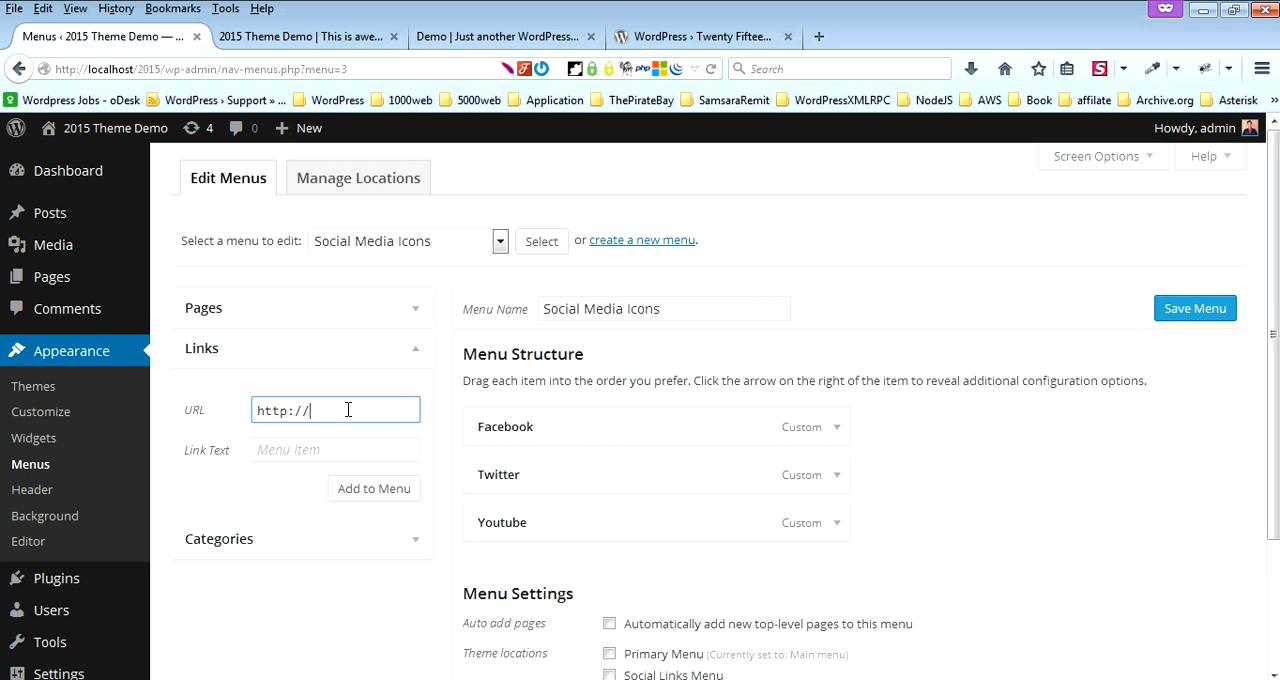 File Edit View History Bookmarks Tools Help
Menus ‹ 2015 Theme Demo — ... × 2015 Theme Demo | This is awe... × Demo | Just another WordPress... × WordPress › Twenty Fiftee... × +
http://localhost/2015/wp-admin/nav-menus.php?menu=3 php Search
Wordpress Jobs - oDesk WordPress › Support » ... WordPress 1000web 5000web Application ThePirateBay SamsaraRemit WordPressXMLRPC NodeJS AWS Book affilate Archive.org Asterisk »
2015 Theme Demo 4 0 + New Howdy, admin
Dashboard
Posts
Media
Pages
Comments
Appearance
Themes
Customize
Widgets
Menus
Header
Background
Editor
Plugins
Users
Tools
Settings
Screen Options Help
Edit Menus Manage Locations
Select a menu to edit: Social Media Icons Select or create a new menu.
Pages
Links
URL http://
Link Text Menu Item
Add to Menu
Categories
Menu Name Social Media Icons Save Menu
Menu Structure
Drag each item into the order you prefer. Click the arrow on the right of the item to reveal additional configuration options.
Facebook Custom
Twitter Custom
Youtube Custom
Menu Settings
Auto add pages Automatically add new top-level pages to this menu
Theme locations Primary Menu (Currently set to: Main menu)
Social Links Menu